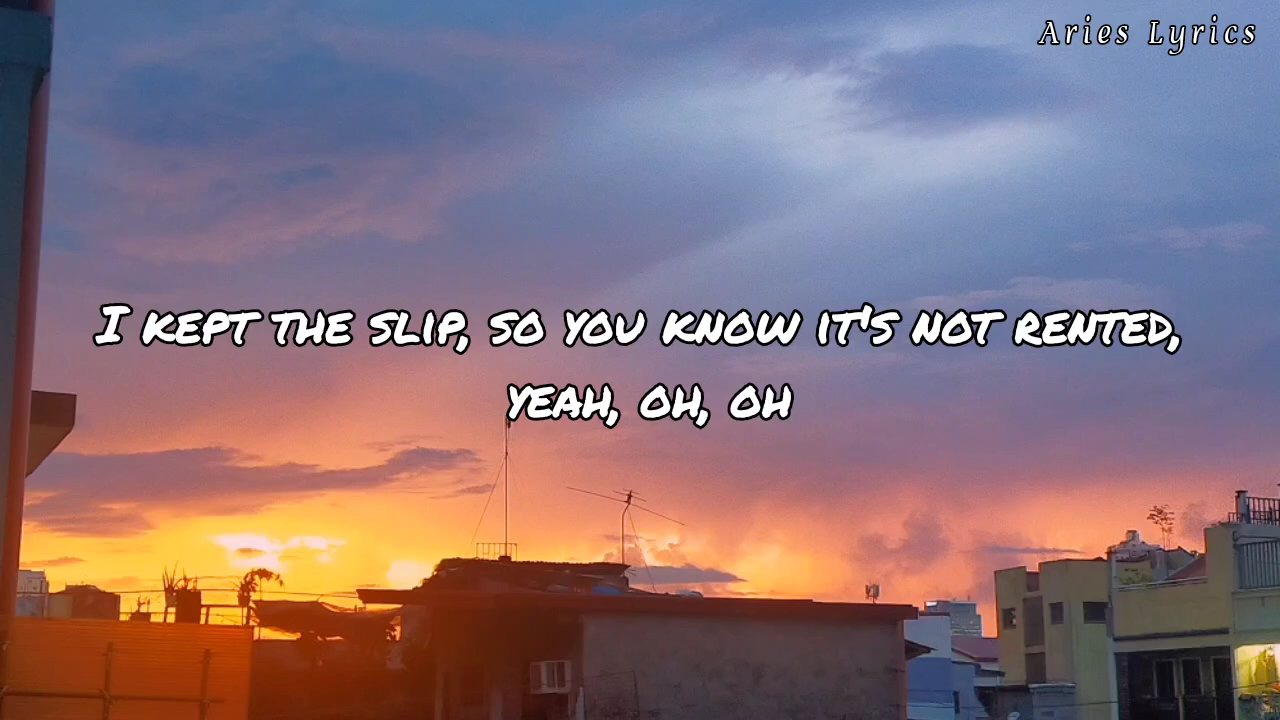 Aries Lyrics
I KEPT THE SLIP, SO YOU KNOW IT'S NOT RENTED,
YEAH, OH, OH